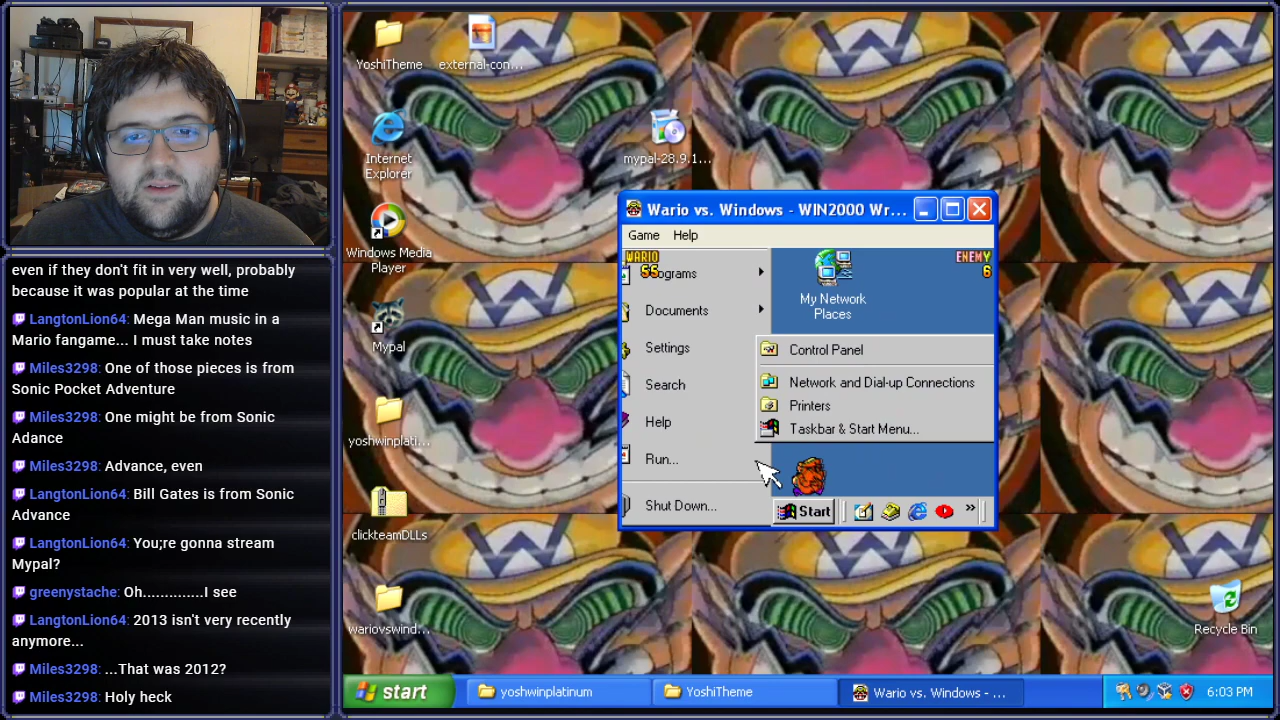 even if they don't fit in very well, probably
because it was popular at the time
LangtonLion64: Mega Man music in a
Mario fangame... I must take notes
Miles3298: One of those pieces is from
Sonic Pocket Adventure
Miles3298: One might be from Sonic
Adance
Miles3298: Advance, even
LangtonLion64: Bill Gates is from Sonic
Advance
LangtonLion64: You;re gonna stream
Mypal?
greenystache: Oh..............I see
LangtonLion64: 2013 isn't very recently
anymore...
Miles3298: ...That was 2012?
Miles3298: Holy heck
YoshiTheme
external-con...
Internet
Explorer
mypal-28.9.1...
Windows Media
Player
Mypal
yoshwinplati...
clickteamDLLs
wariovswind...
Recycle Bin
Wario vs. Windows - WIN2000 Wr...
Game Help
WARIO
55
ENEMY
6
ograms
Documents
Settings
Search
Help
Run...
Shut Down...
My Network
Places
Control Panel
Network and Dial-up Connections
Printers
Taskbar & Start Menu...
Start
»
start
yoshwinplatinum
YoshiTheme
Wario vs. Windows - ...
6:03 PM